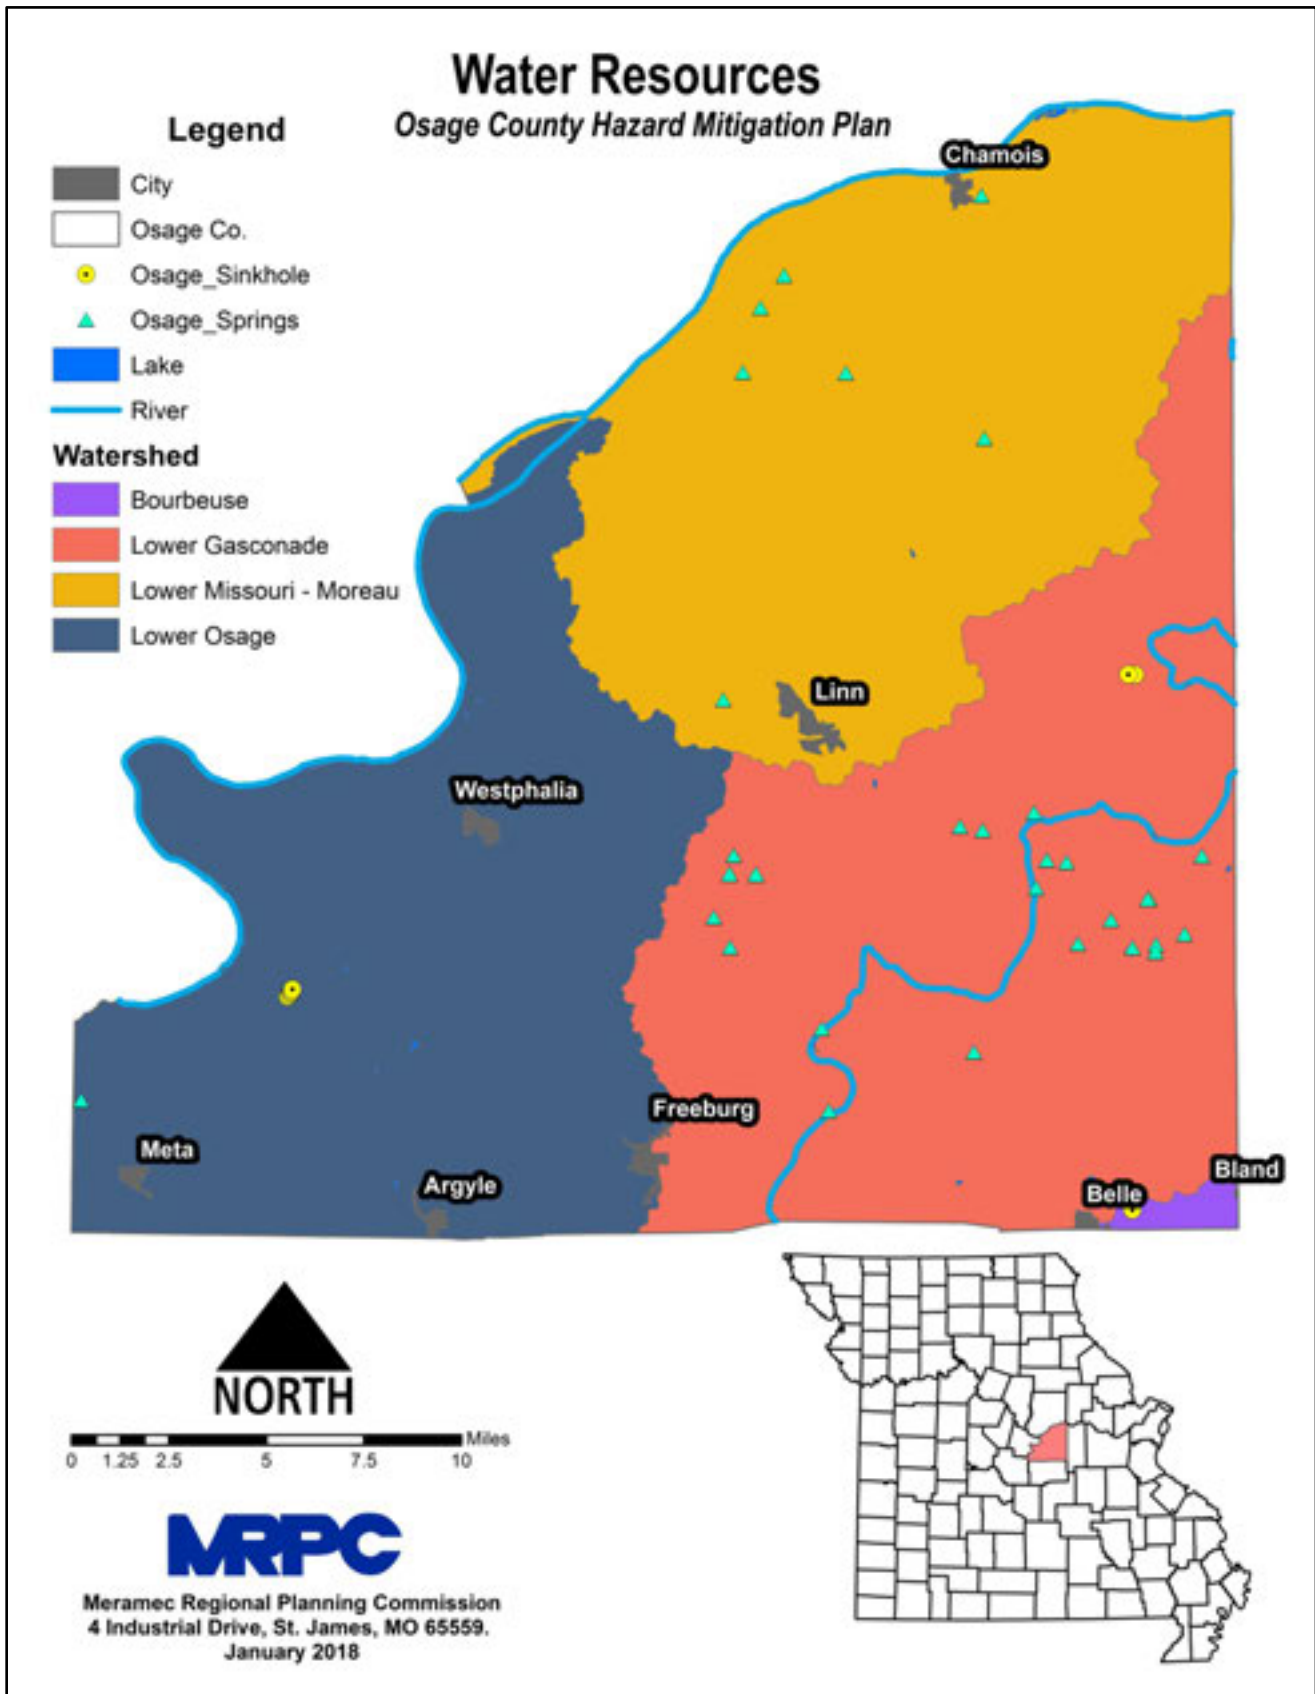 Water Resources
Osage County Hazard Mitigation Plan
Legend
City
Osage Co.
Osage_Sinkhole
Osage_Springs
Lake
River
Watershed
Bourbeuse
Lower Gasconade
Lower Missouri - Moreau
Lower Osage
Chamois
Linn
Westphalia
Freeburg
Meta
Argyle
Bland
Belle
NORTH
Miles
0 1.25 2.5 5 7.5 10
MRPC
Meramec Regional Planning Commission
4 Industrial Drive, St. James, MO 65559.
January 2018